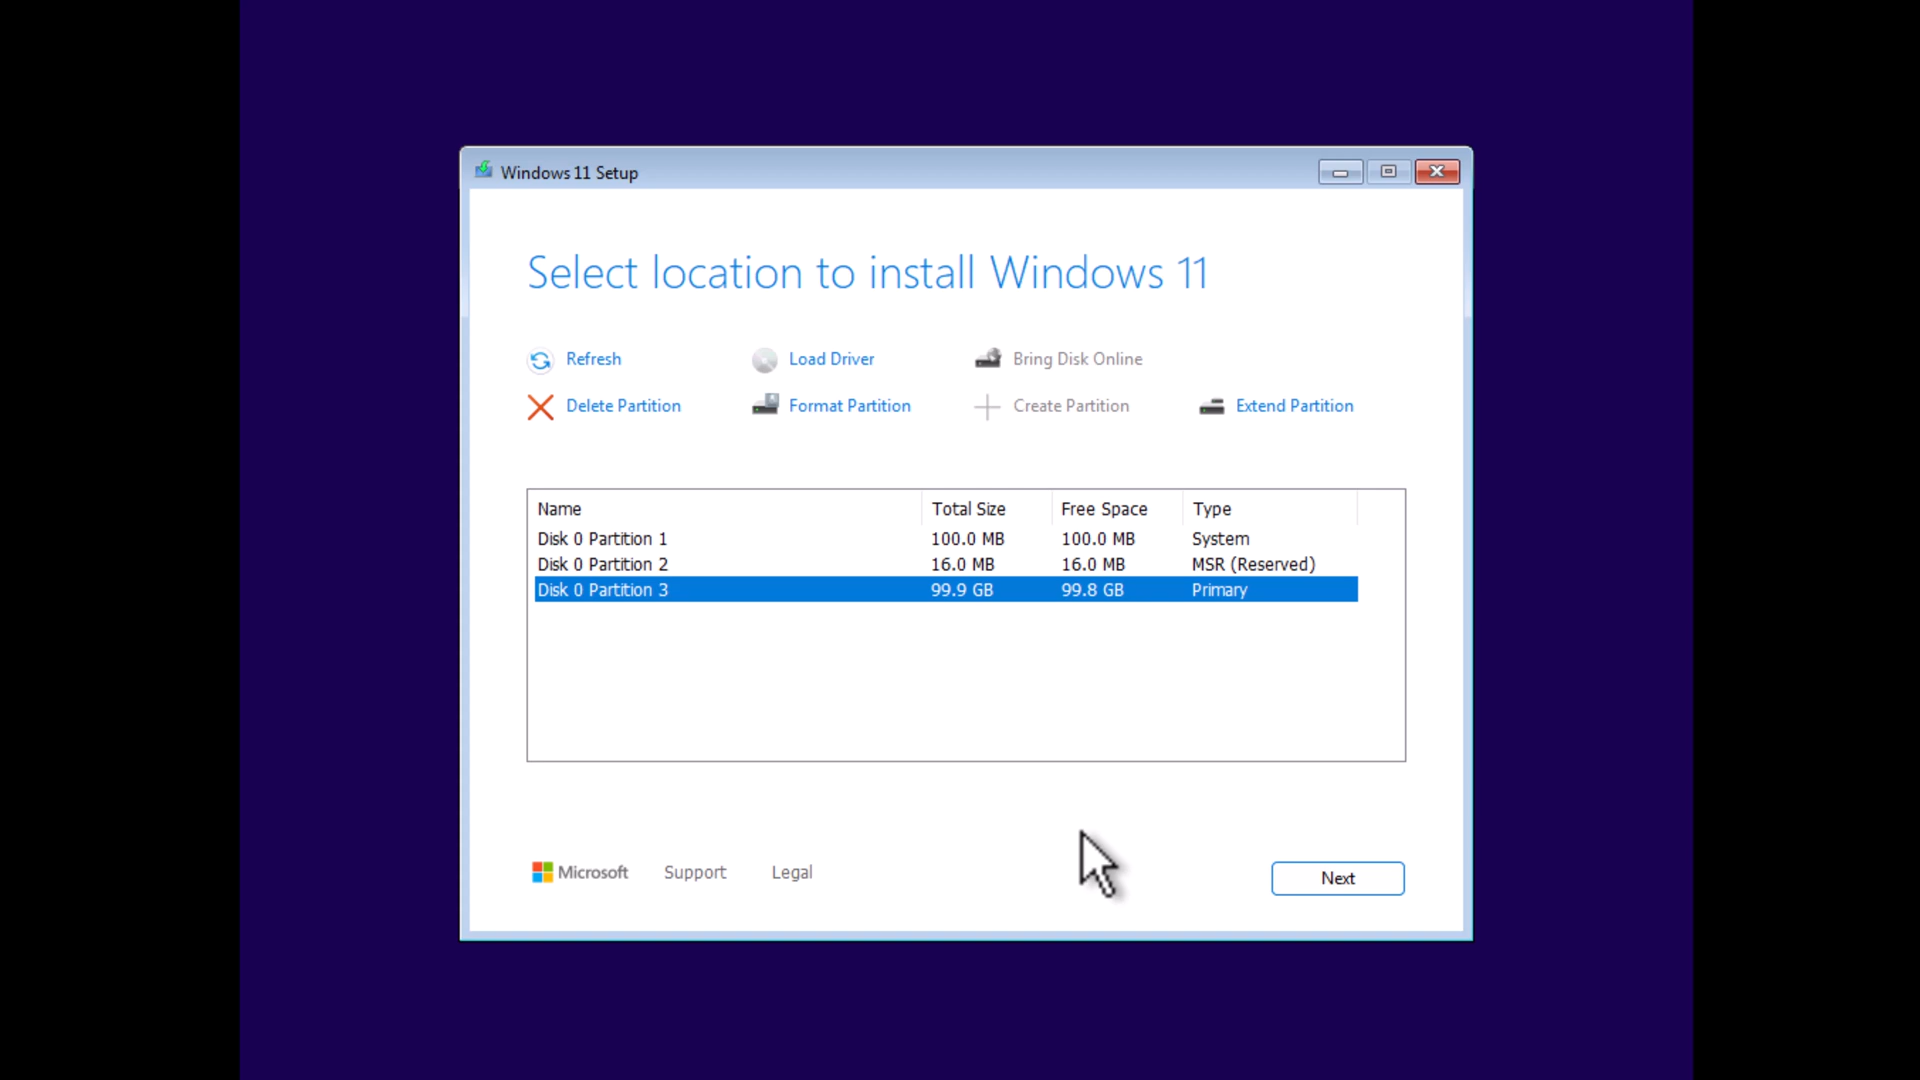 Windows 11 Setup
Select location to install Windows 11
Refresh Load Driver Bring Disk Online
Delete Partition Format Partition Create Partition Extend Partition
Name Total Size Free Space Type
Disk 0 Partition 1 100.0 MB 100.0 MB System
Disk 0 Partition 2 16.0 MB 16.0 MB MSR (Reserved)
Disk 0 Partition 3 99.9 GB 99.8 GB Primary
Microsoft Support Legal Next